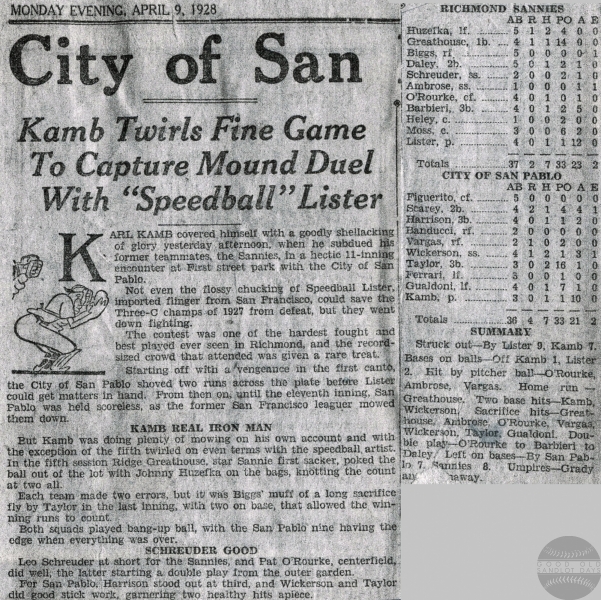 MONDAY EVENING, APRIL 9, 1928
City of San
Kamb Twirls Fine Game
To Capture Mound Duel
With "Speedball" Lister
KARL KAMB covered himself with a goodly shellacking
of glory yesterday afternoon, when he subdued his
former teammates, the Sannies, in a hectic 11-inning
encounter at First street park with the City of San
Pablo.
Not even the flossy chucking of Speedball Lister,
imported flinger from San Francisco, could save the
Three-C champs of 1927 from defeat, but they went
down fighting.
The contest was one of the hardest fought and
best played ever seen in Richmond, and the record-
sized crowd that attended was given a rare treat.
Starting off with a vengeance in the first canto,
the City of San Pablo shoved two runs across the plate before Lister
could get matters in hand. From then on, until the eleventh inning, San
Pablo was held scoreless, as the former San Francisco leaguer mowed
them down.
KAMB REAL IRON MAN
But Kamb was doing plenty of mowing on his own account and with
the exception of the fifth twirled on even terms with the speedball artist.
In the fifth session Ridge Greathouse, star Sannie first sacker, poked the
ball out of the lot with Johnny Huzefka on the bags, knotting the count
at two all.
Each team made two errors, but it was Biggs' muff of a long sacrifice
fly by Taylor in the last inning, with two on base, that allowed the win-
ning runs to count.
Both squads played bang-up ball, with the San Pablo nine having the
edge when everything was over.
SCHREUDER GOOD
Leo Schreuder at short for the Sannies, and Pat O'Rourke, centerfield,
did well, the latter starting a double play from the outer garden.
For San Pablo, Harrison stood out at third, and Wickerson and Taylor
did good stick work, garnering two healthy hits apiece.
RICHMOND SANNIES
AB R H PO A E
Huzefka, lf. 5 1 2 4 0 0
Greathouse, 1b. 4 1 1 14 0 0
Biggs, rf 5 0 0 0 0 1
Daley, 2b. 5 0 1 2 1 0
Schreuder, ss. 2 0 0 2 1 0
Ambrose, ss. 1 0 0 0 1 1
O'Rourke, cf. 4 0 1 0 1 0
Barbieri, 3b. 4 0 1 2 5 0
Heley, c. 1 0 0 2 0 0
Moss, c. 3 0 0 6 2 0
Lister, p. 4 0 1 1 12 0
Totals 37 2 7 33 23 2
CITY OF SAN PABLO
AB R H PO A E
Figuerito, cf. 5 0 0 0 0 0
Searey, 2b. 4 2 1 4 4 1
Harrison, 3b. 4 0 1 1 2 0
Banducci, rf. 2 0 0 0 0 0
Vargas, rf. 2 1 0 2 0 0
Wickerson, ss. 4 1 2 1 3 1
Taylor, 3b. 3 0 2 16 1 0
Ferrari, lf. 5 0 0 1 0 0
Gualdoni, lf. 4 0 1 7 1 0
Kamb, p. 3 0 1 1 10 0
Totals 36 4 7 33 21 2
SUMMARY
Struck out—By Lister 9, Kamb 7.
Bases on balls—Off Kamb 1, Lister
2. Hit by pitcher ball—O'Rourke,
Ambrose, Vargas. Home run —
Greathouse. Two base hits—Kamb,
Wickerson, Sacrifice hits—Great-
house, Ambrose, O'Rourke, Vargas,
Wickerson, Taylor, Gualdoni. Dou-
ble play—O'Rourke to Barbieri to
Daley. Left on bases—By San Pab-
lo 7, Sannies 8. Umpires—Grady
GOOD OLD
SANDLOT DAYS